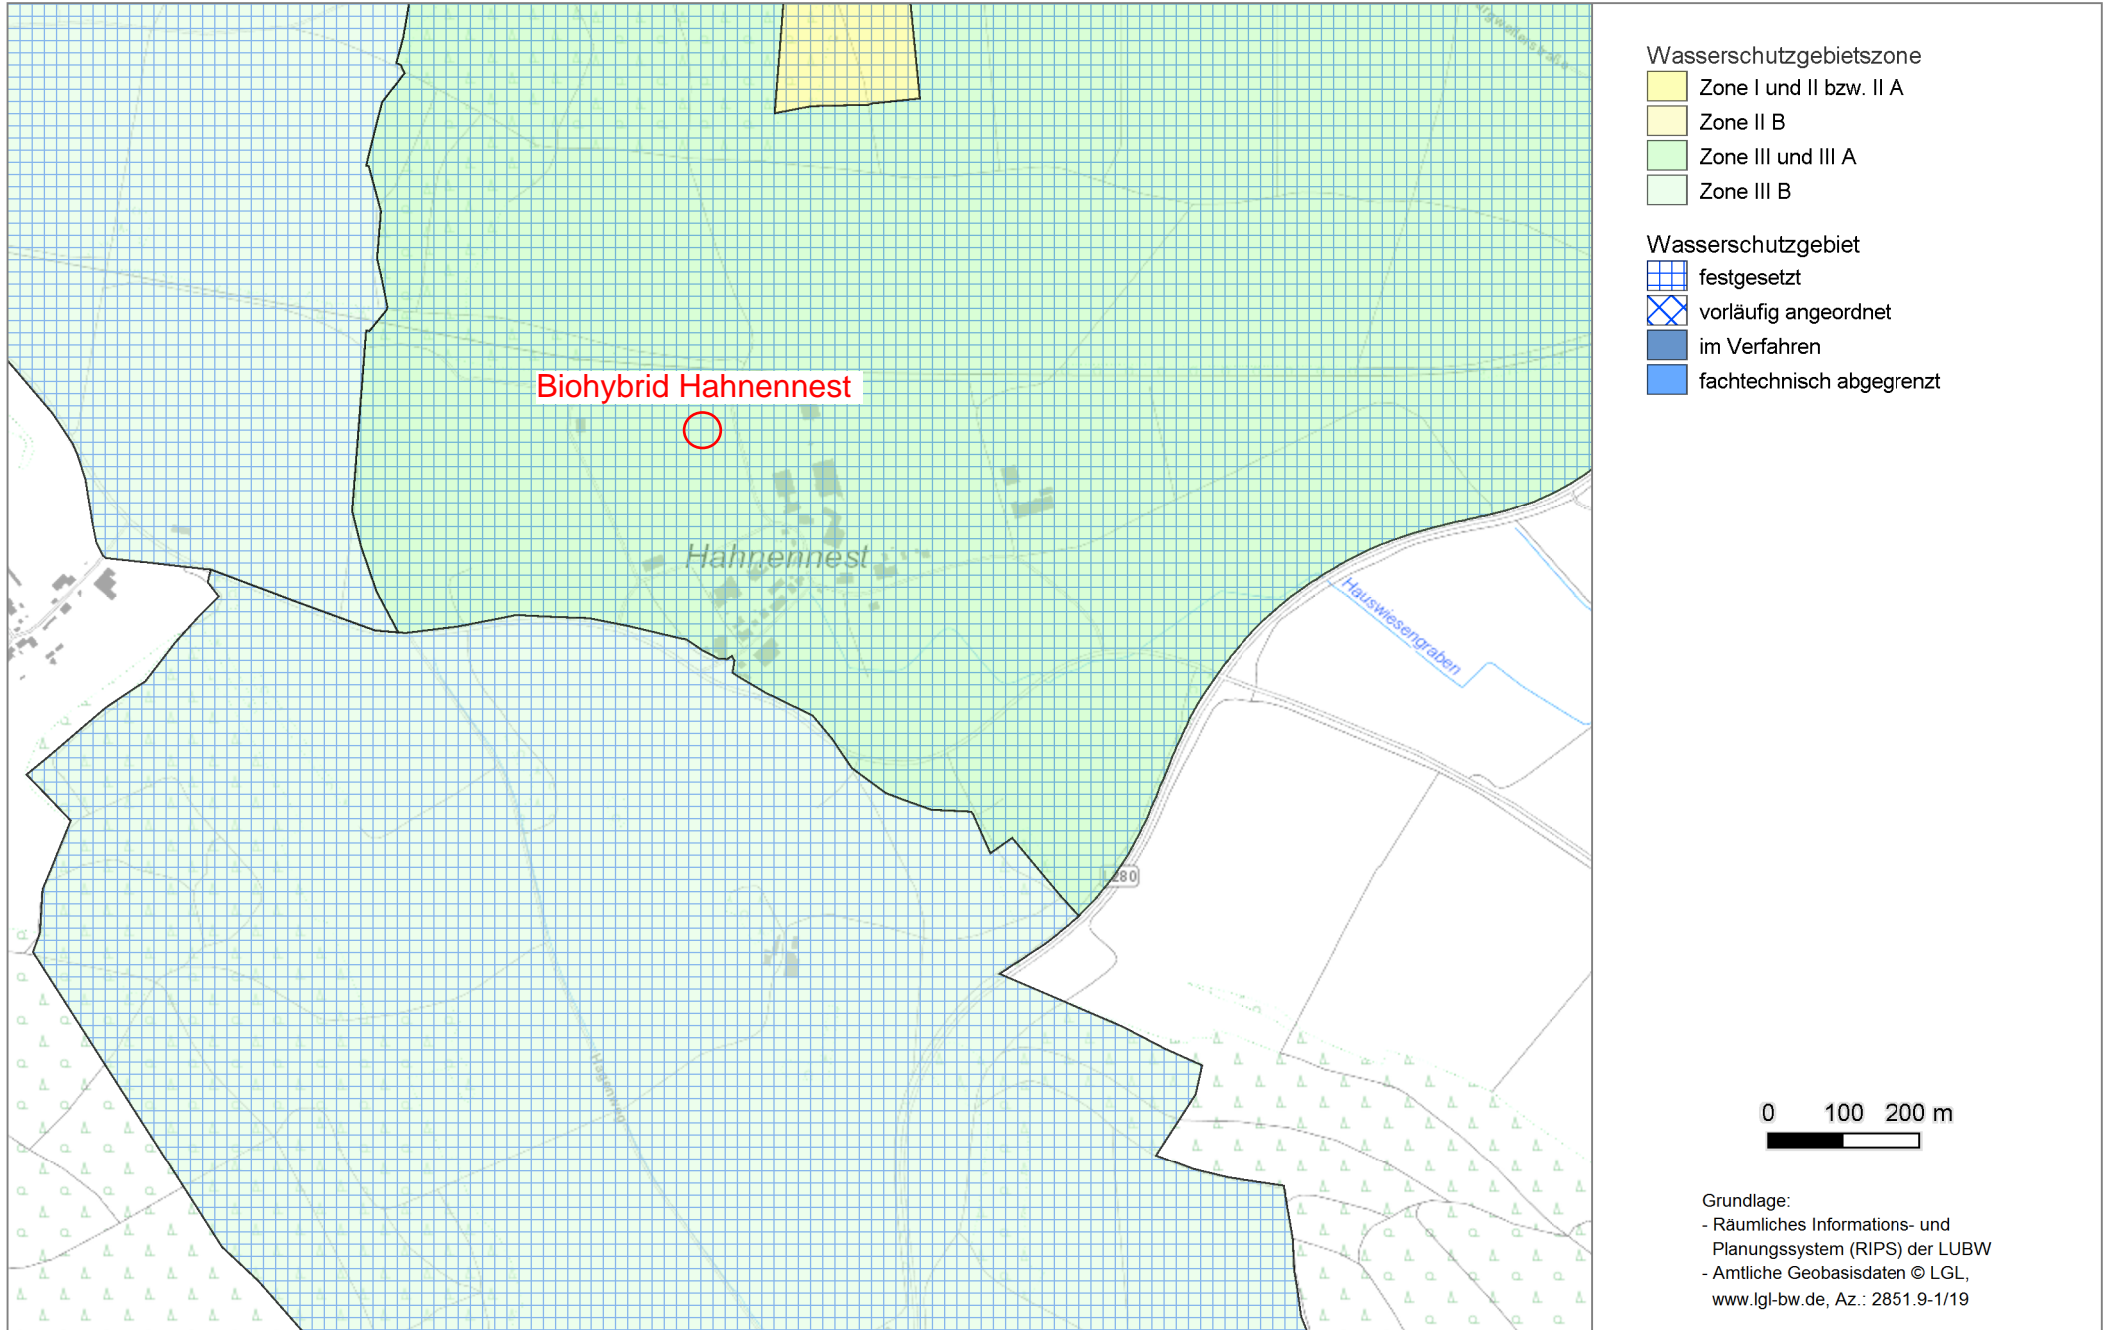 Wasserschutzgebietszone
Zone I und II bzw. II A
Zone II B
Zone III und III A
Zone III B
Wasserschutzgebiet
festgesetzt
vorläufig angeordnet
im Verfahren
fachtechnisch abgegrenzt
Biohybrid Hahnennest
Hahnennest
Hauswiesengraben
L280
Hagenweg
0 100 200 m
Grundlage:
- Räumliches Informations- und
Planungssystem (RIPS) der LUBW
- Amtliche Geobasisdaten © LGL,
www.lgl-bw.de, Az.: 2851.9-1/19